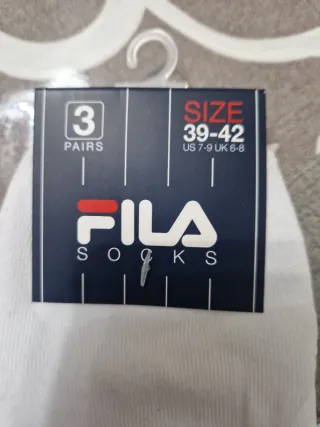 3
PAIRS
SIZE
39-42
US 7-9 UK 6-8
FILA
SOCKS